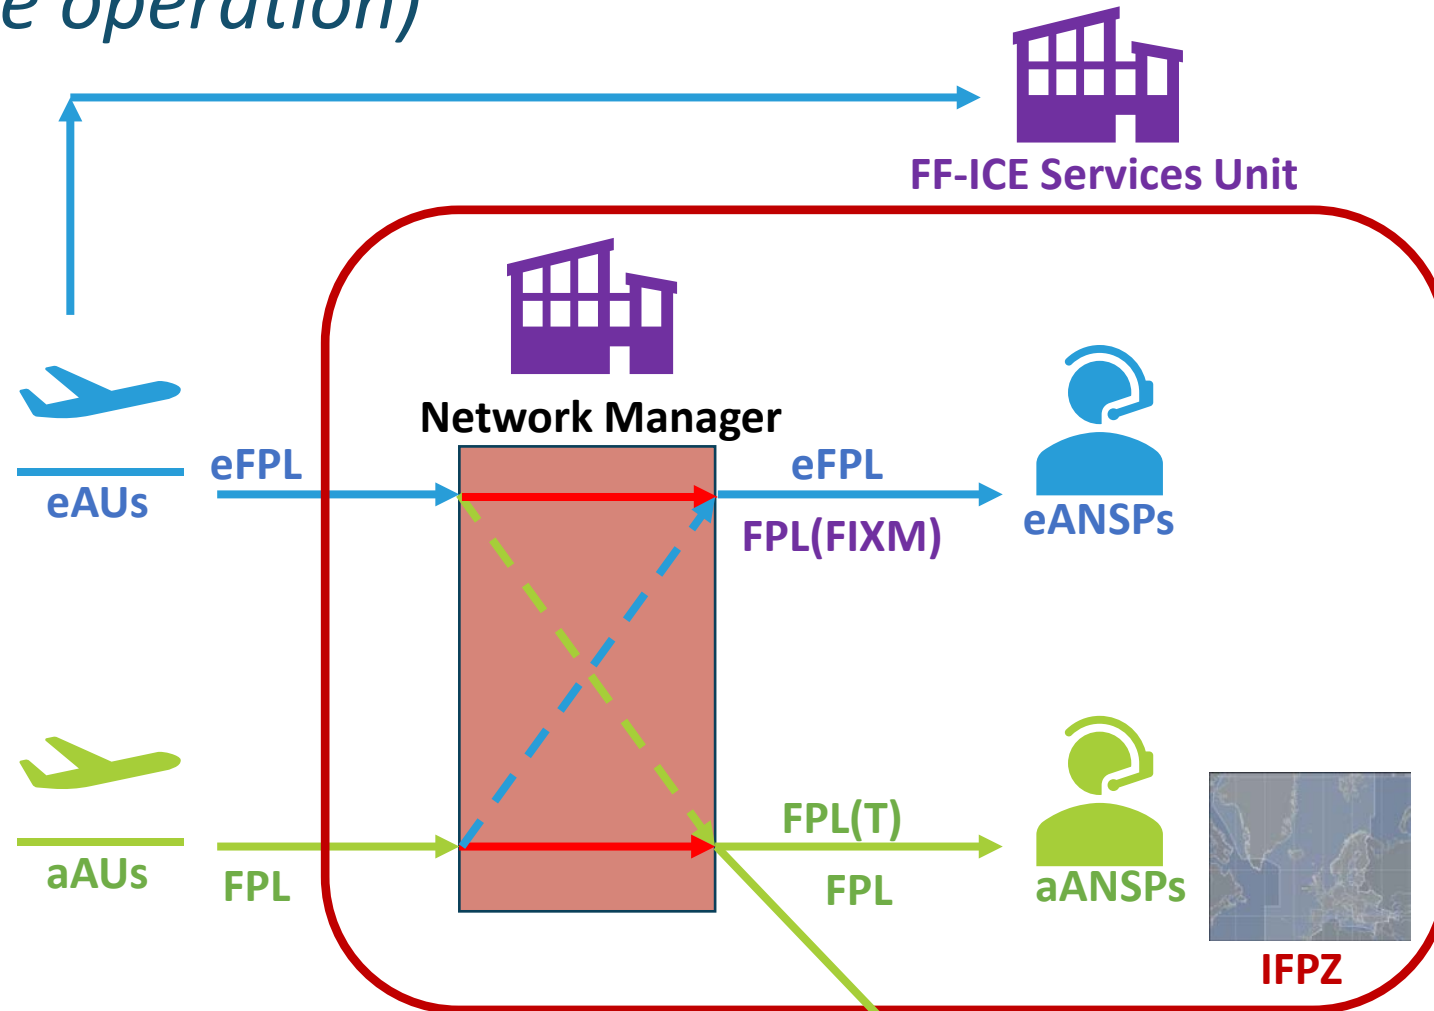 e operation)
FF-ICE Services Unit
Network Manager
eFPL
eFPL
eAUs
eANSPs
FPL(FIXM)
FPL(T)
aAUs
FPL
FPL
aANSPs
IFPZ